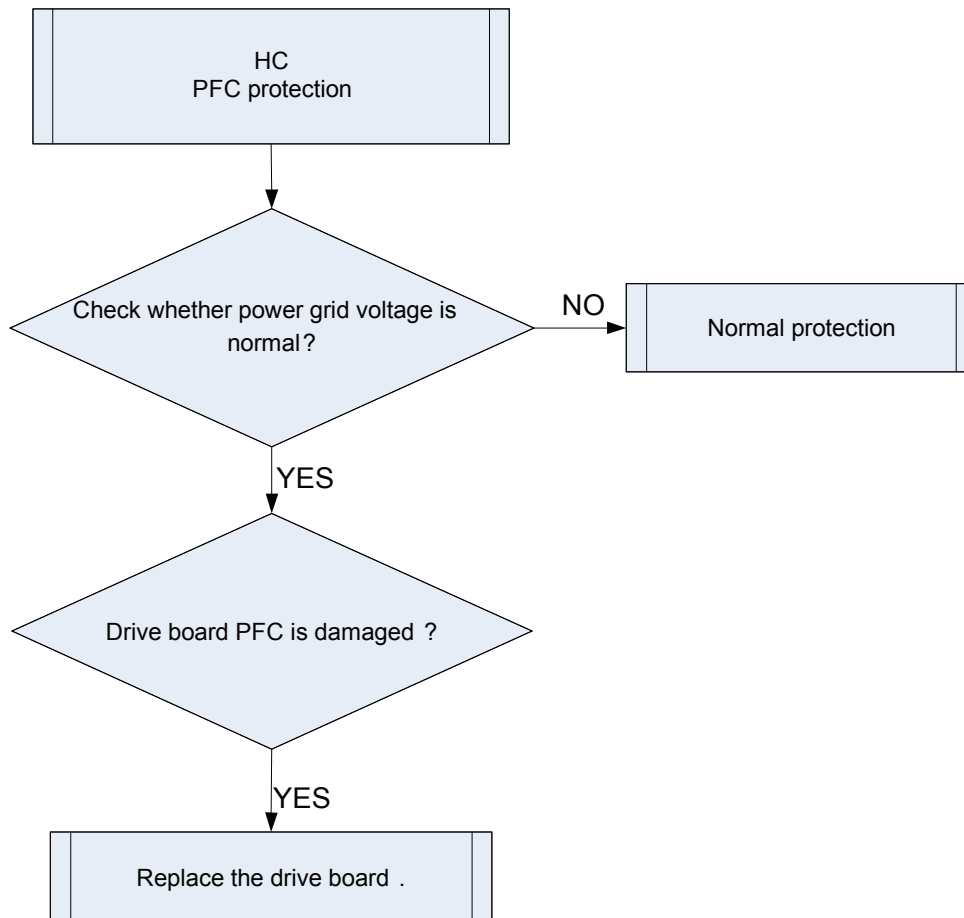 HC
PFC protection
Check whether power grid voltage is
normal?
NO
Normal protection
YES
Drive board PFC is damaged ?
YES
Replace the drive board .